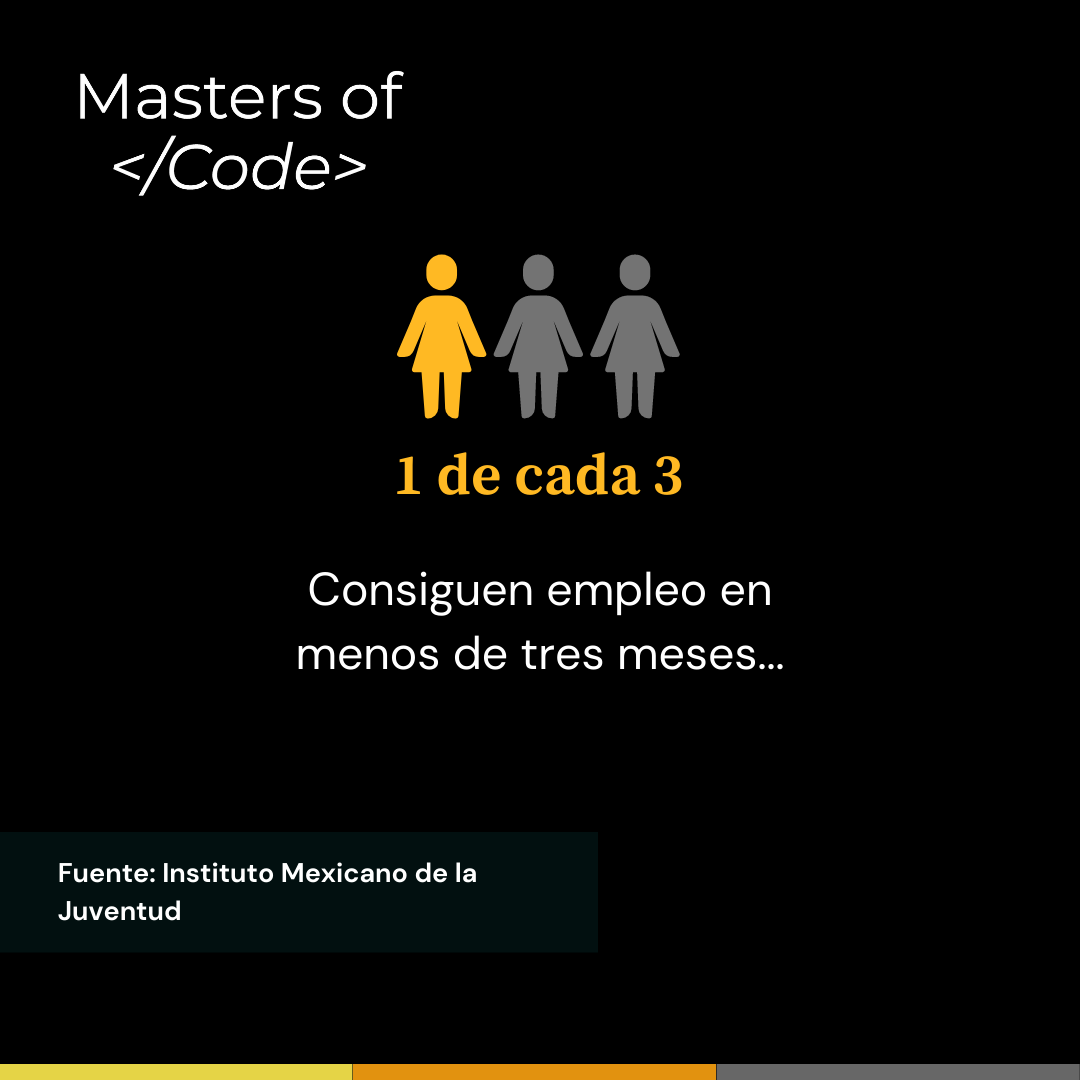 Masters of
</Code>
1 de cada 3
Consiguen empleo en
menos de tres meses...
Fuente: Instituto Mexicano de la
Juventud